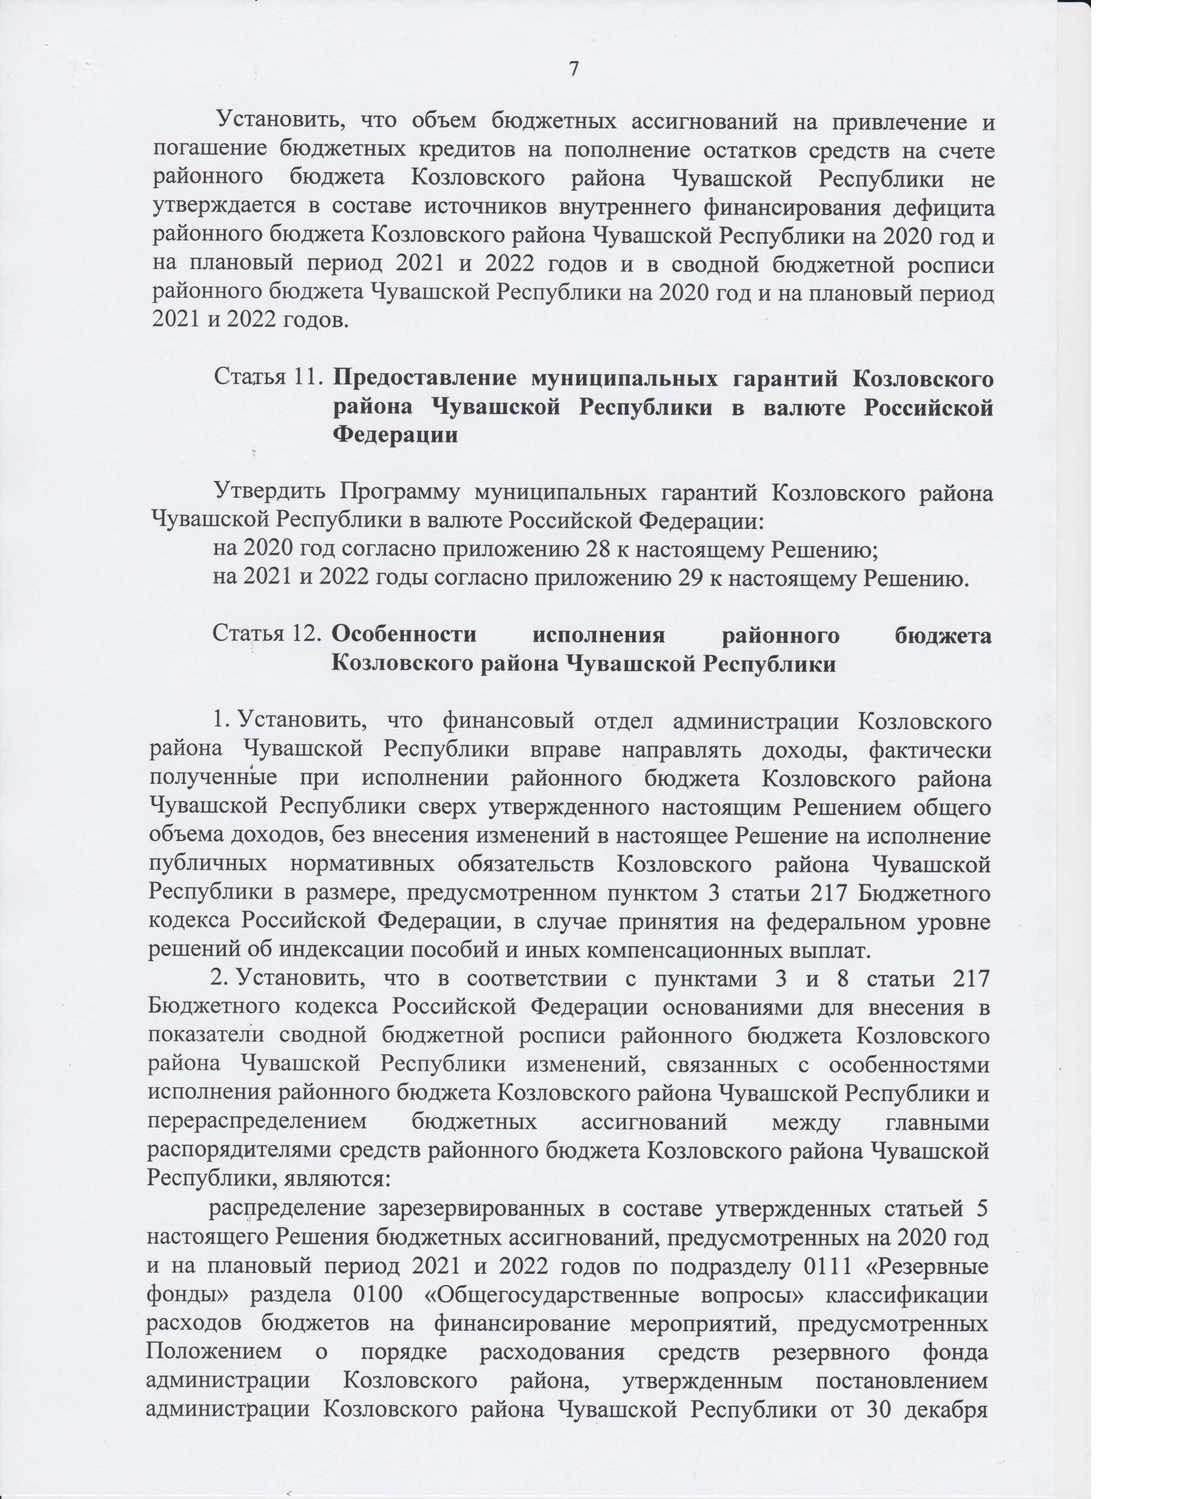 7
Установить, что объем бюджетных ассигнований на привлечение и
погашение бюджетных кредитов на пополнение остатков средств на счете
районного бюджета Козловского района Чувашской Республики не
утверждается в составе источников внутреннего финансирования дефицита
районного бюджета Козловского района Чувашской Республики на 2020 год и
на плановый период 2021 и 2022 годов и в сводной бюджетной росписи
районного бюджета Чувашской Республики на 2020 год и на плановый период
2021 и 2022 годов.
Статья 11. Предоставление муниципальных гарантий Козловского
района Чувашской Республики в валюте Российской
Федерации
Утвердить Программу муниципальных гарантий Козловского района
Чувашской Республики в валюте Российской Федерации:
на 2020 год согласно приложению 28 к настоящему Решению;
на 2021 и 2022 годы согласно приложению 29 к настоящему Решению.
Статья 12. Особенности исполнения районного бюджета
Козловского района Чувашской Республики
1. Установить, что финансовый отдел администрации Козловского
района Чувашской Республики вправе направлять доходы, фактически
полученные при исполнении районного бюджета Козловского района
Чувашской Республики сверх утвержденного настоящим Решением общего
объема доходов, без внесения изменений в настоящее Решение на исполнение
публичных нормативных обязательств Козловского района Чувашской
Республики в размере, предусмотренном пунктом 3 статьи 217 Бюджетного
кодекса Российской Федерации, в случае принятия на федеральном уровне
решений об индексации пособий и иных компенсационных выплат.
2. Установить, что в соответствии с пунктами 3 и 8 статьи 217
Бюджетного кодекса Российской Федерации основаниями для внесения в
показатели сводной бюджетной росписи районного бюджета Козловского
района Чувашской Республики изменений, связанных с особенностями
исполнения районного бюджета Козловского района Чувашской Республики и
перераспределением бюджетных ассигнований между главными
распорядителями средств районного бюджета Козловского района Чувашской
Республики, являются:
распределение зарезервированных в составе утвержденных статьей 5
настоящего Решения бюджетных ассигнований, предусмотренных на 2020 год
и на плановый период 2021 и 2022 годов по подразделу 0111 «Резервные
фонды» раздела 0100 «Общегосударственные вопросы» классификации
расходов бюджетов на финансирование мероприятий, предусмотренных
Положением о порядке расходования средств резервного фонда
администрации Козловского района, утвержденным постановлением
администрации Козловского района Чувашской Республики от 30 декабря